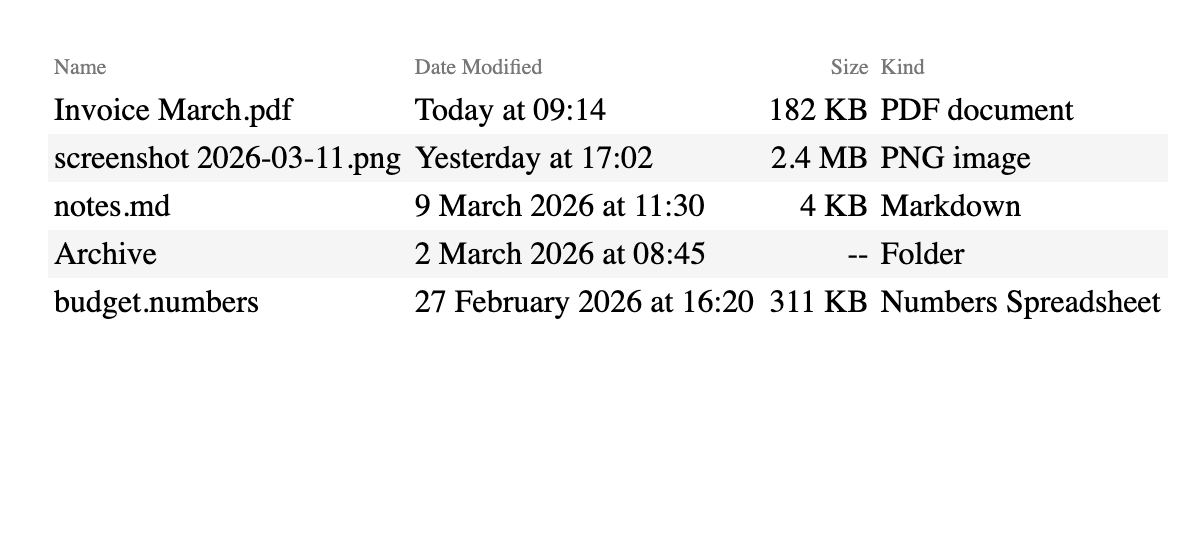 Name Date Modified Size Kind
Invoice March.pdf Today at 09:14 182 KB PDF document
screenshot 2026-03-11.png Yesterday at 17:02 2.4 MB PNG image
notes.md 9 March 2026 at 11:30 4 KB Markdown
Archive 2 March 2026 at 08:45 -- Folder
budget.numbers 27 February 2026 at 16:20 311 KB Numbers Spreadsheet